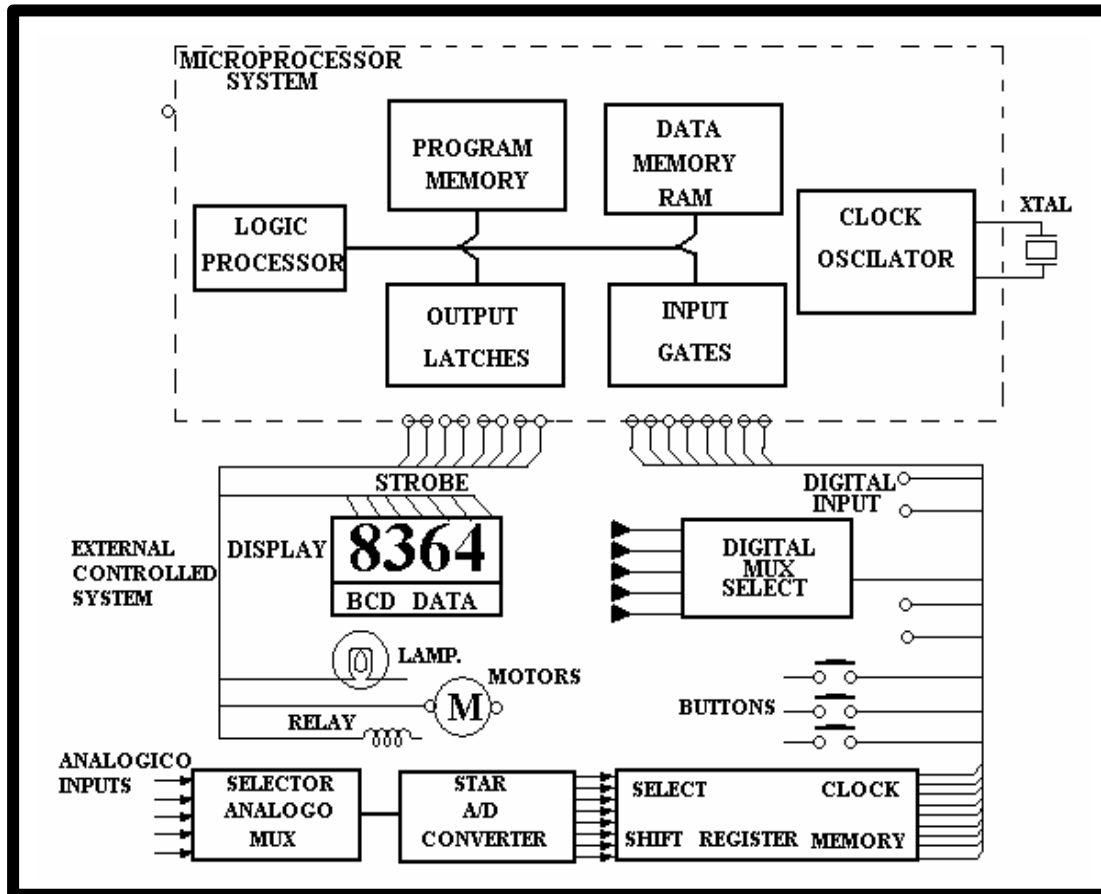 MICROPROCESSOR
SYSTEM
PROGRAM
MEMORY
DATA
MEMORY
RAM
LOGIC
PROCESSOR
CLOCK
OSCILATOR
XTAL
OUTPUT
LATCHES
INPUT
GATES
STROBE
DISPLAY
8364
BCD DATA
EXTERNAL
CONTROLLED
SYSTEM
DIGITAL
INPUT
DIGITAL
MUX
SELECT
LAMP.
MOTORS
M
RELAY
BUTTONS
ANALOGICO
INPUTS
SELECTOR
ANALOGO
MUX
STAR
A/D
CONVERTER
SELECT CLOCK
SHIFT REGISTER MEMORY